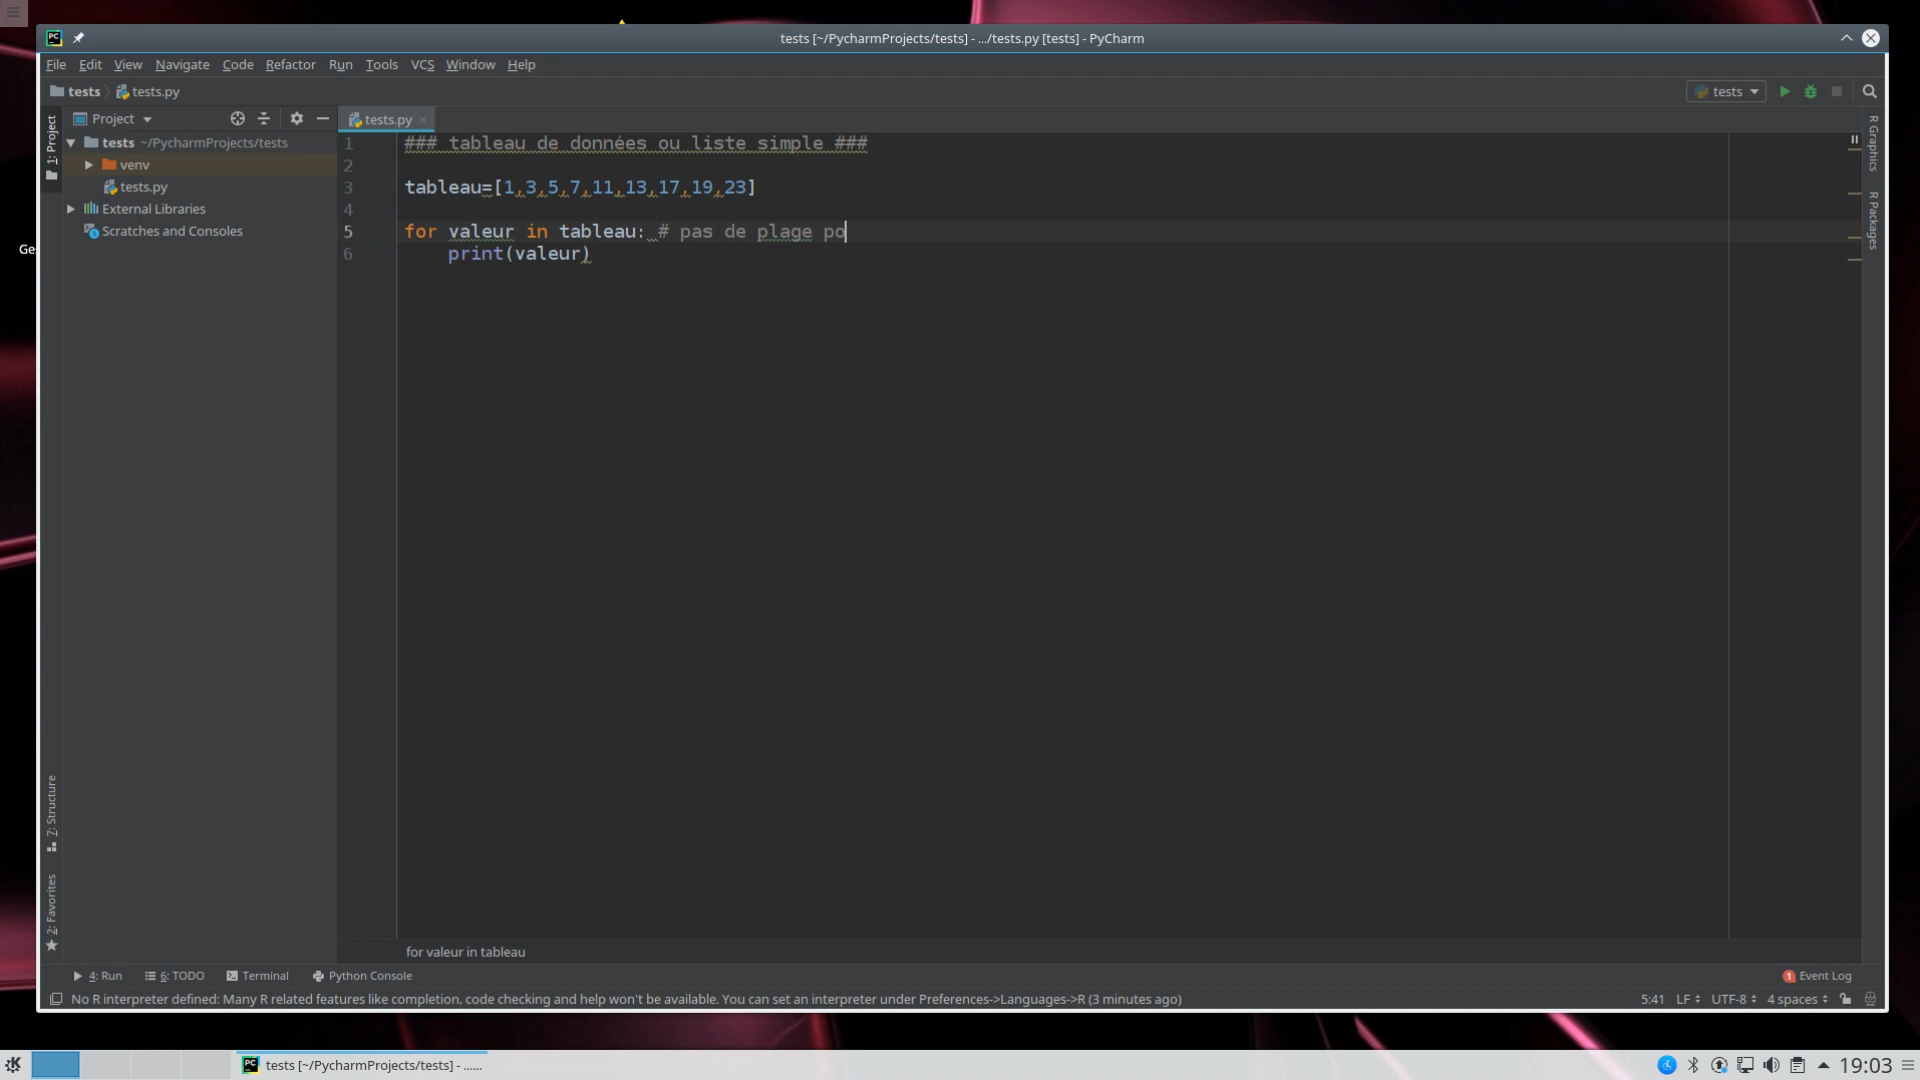 Ge
tests [~/PycharmProjects/tests] - .../tests.py [tests] - PyCharm
File Edit View Navigate Code Refactor Run Tools VCS Window Help
tests tests.py
tests
Project
tests.py
1: Project
tests ~/PycharmProjects/tests
venv
tests.py
External Libraries
Scratches and Consoles
Z: Structure
2: Favorites
R Graphics
R Packages
1 ### tableau de données ou liste simple ###
2
3 tableau=[1,3,5,7,11,13,17,19,23]
4
5 for valeur in tableau: # pas de plage po
6 print(valeur)
for valeur in tableau
4: Run 6: TODO Terminal Python Console
1 Event Log
No R interpreter defined: Many R related features like completion, code checking and help won't be available. You can set an interpreter under Preferences->Languages->R (3 minutes ago)
5:41 LF UTF-8 4 spaces
PC tests [~/PycharmProjects/tests] - ......
19:03